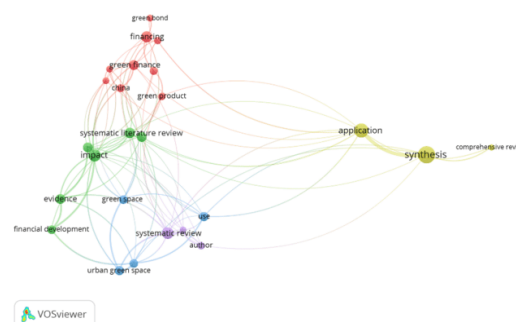 green bond
financing
green finance
china
green product
systematic literature review
application
impact
synthesis
comprehensive rev
evidence
green space
use
financial development
systematic review
author
urban green space
VOSviewer